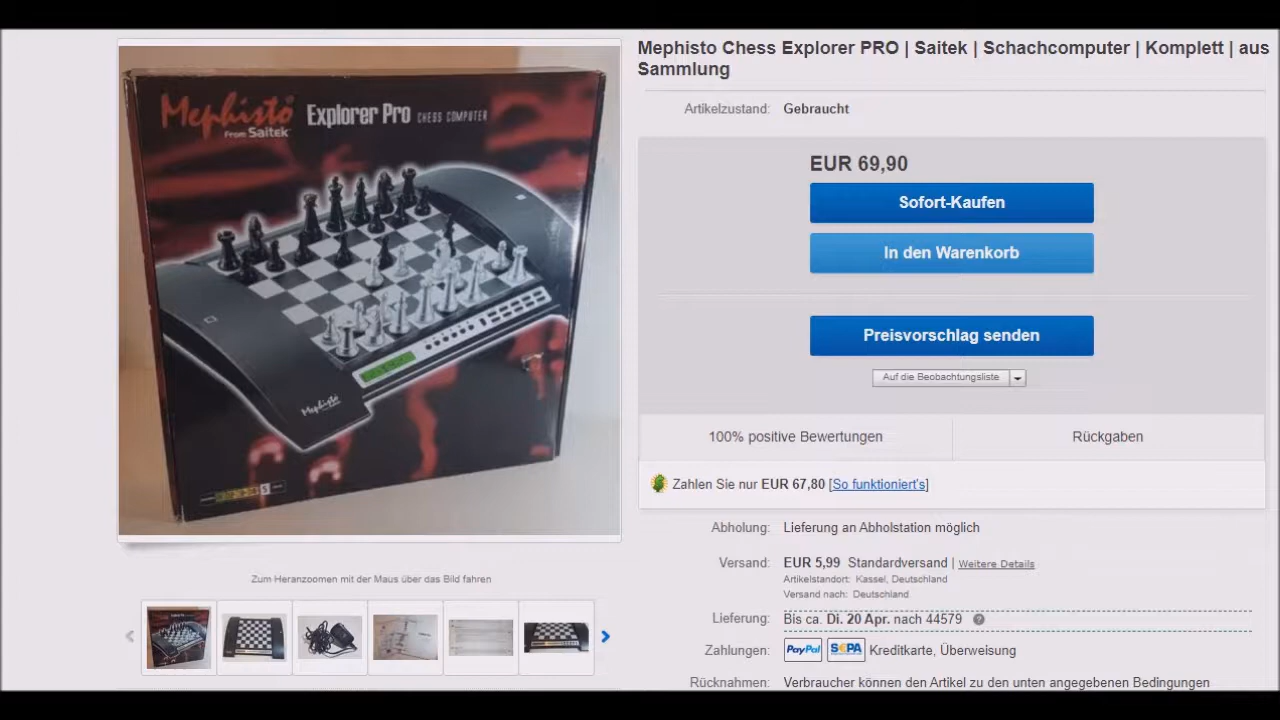 Mephisto Chess Explorer PRO | Saitek | Schachcomputer | Komplett | aus
Sammlung
Artikelzustand: Gebraucht
EUR 69,90
Sofort-Kaufen
In den Warenkorb
Preisvorschlag senden
Auf die Beobachtungsliste
100% positive Bewertungen
Rückgaben
Zahlen Sie nur EUR 67,80 [So funktioniert's]
Abholung: Lieferung an Abholstation möglich
Versand: EUR 5,99 Standardversand | Weitere Details
Artikelstandort: Kassel, Deutschland
Versand nach: Deutschland
Lieferung: Bis ca. Di. 20 Apr. nach 44579
Zahlungen: PayPal SEPA Kreditkarte, Überweisung
Rücknahmen: Verbraucher können den Artikel zu den unten angegebenen Bedingungen
Mephisto Explorer Pro CHESS COMPUTER
From Saitek
Mephisto
Zum Heranzoomen mit der Maus über das Bild fahren